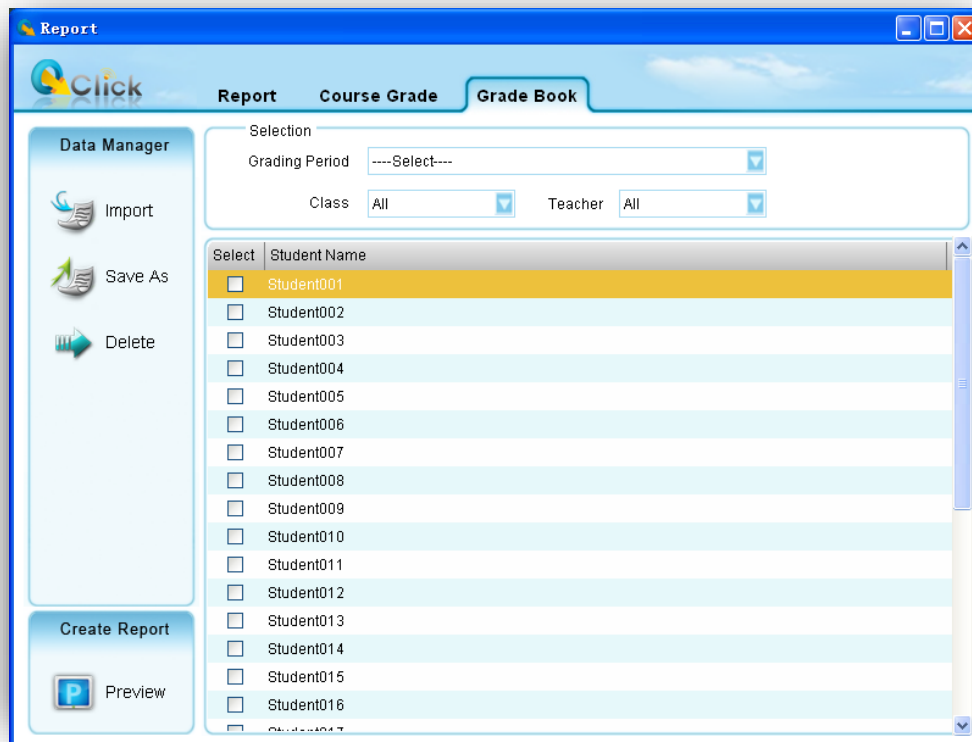 Report
Click
Report Course Grade Grade Book
Data Manager
Import
Save As
Delete
Create Report
Preview
Selection
Grading Period ----Select----
Class All Teacher All
Select Student Name
Student001
Student002
Student003
Student004
Student005
Student006
Student007
Student008
Student009
Student010
Student011
Student012
Student013
Student014
Student015
Student016
Student017